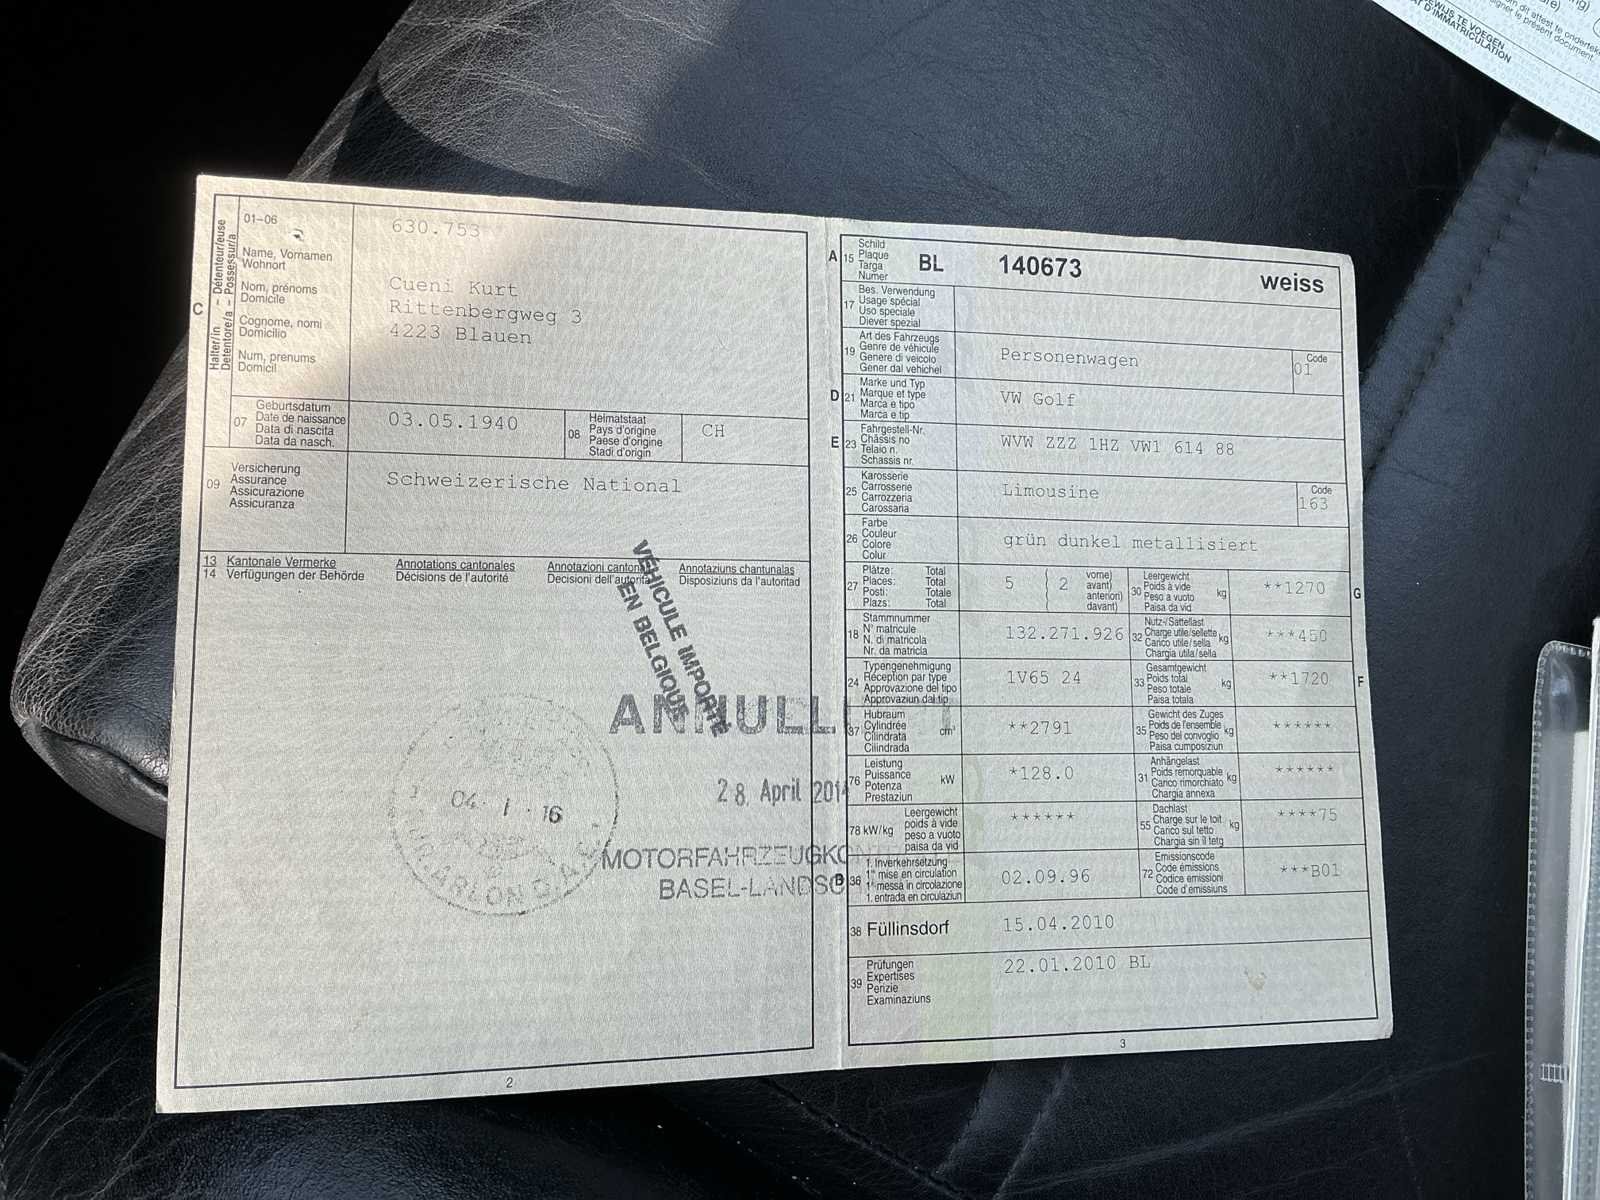 WIJS TE VOEGEN
AT D'IMMATRICULATION
om dit attest te onderteke
signer le présent document.
C
Halter/in – Détenteur/euse
Detentore/a – Possessur/a
01–06
630.753
Name, Vornamen
Wohnort
Nom, prénoms
Domicile
Cognome, nomi
Domicilio
Num, prenums
Domicil
Cueni Kurt
Rittenbergweg 3
4223 Blauen
07
Geburtsdatum
Date de naissance
Data di nascita
Data da nasch.
03.05.1940
08
Heimatstaat
Pays d'origine
Paese d'origine
Stadi d'origin
CH
09
Versicherung
Assurance
Assicurazione
Assicuranza
Schweizerische National
13 Kantonale Vermerke Annotations cantonales Annotazioni cantonali Annotaziuns chantunalas
14 Verfügungen der Behörde Décisions de l'autorité Decisioni dell'autorità Disposiziuns da l'autoritad
VEHICULE IMPORTE
EN BELGIQUE
ANNULL
28. April 2014
MOTORFAHRZEUGKO
BASEL-LANDSC
04 - 1 - 16
2
A 15
Schild
Plaque
Targa
Numer
BL 140673 weiss
17
Bes. Verwendung
Usage spécial
Uso speciale
Diever spezial
19
Art des Fahrzeugs
Genre de véhicule
Genere di veicolo
Gener dal vehichel
Personenwagen
Code
01
D 21
Marke und Typ
Marque et type
Marca e tipo
Marca e tip
VW Golf
E 23
Fahrgestell-Nr.
Châssis no
Telaio n.
Schassis nr.
WVW ZZZ 1HZ VW1 614 88
25
Karosserie
Carrosserie
Carrozzeria
Carossaria
Limousine
Code
163
26
Farbe
Couleur
Colore
Colur
grün dunkel metallisiert
27
Plätze: Total
Places: Total
Posti: Totale
Plazs: Total
5 ( 2
vorne)
avant)
anteriori)
davant)
30
Leergewicht
Poids à vide
Peso a vuoto
Paisa da vid
kg
**1270
G
18
Stammnummer
N° matricule
N. di matricola
Nr. da matricla
132.271.926
32
Nutz-/Sattellast
Charge utile/sellette
Carico utile/sella
Chargia utila/sella
kg
***450
24
Typengenehmigung
Réception par type
Approvazione del tipo
Approvaziun dal tip
1V65 24
33
Gesamtgewicht
Poids total
Peso totale
Paisa totala
kg
**1720
F
37
Hubraum
Cylindrée
Cilindrata
Cilindrada
cm³
**2791
35
Gewicht des Zuges
Poids de l'ensemble
Peso del convoglio
Paisa cumposiziun
kg
******
76
Leistung
Puissance
Potenza
Prestaziun
kW
*128.0
31
Anhängelast
Poids remorquable
Carico rimorchiato
Chargia annexa
kg
******
78 kW/kg
Leergewicht
poids à vide
peso a vuoto
paisa da vid
******
55
Dachlast
Charge sur le toit
Carico sul tetto
Chargia sin il tetg
kg
****75
B 36
1. Inverkehrsetzung
1re mise en circulation
1a messa in circolazione
1. entrada en circulaziun
02.09.96
72
Emissionscode
Code émissions
Codice emissioni
Code d'emissiuns
***B01
38 Füllinsdorf
15.04.2010
39
Prüfungen
Expertises
Perizie
Examinaziuns
22.01.2010 BL
3